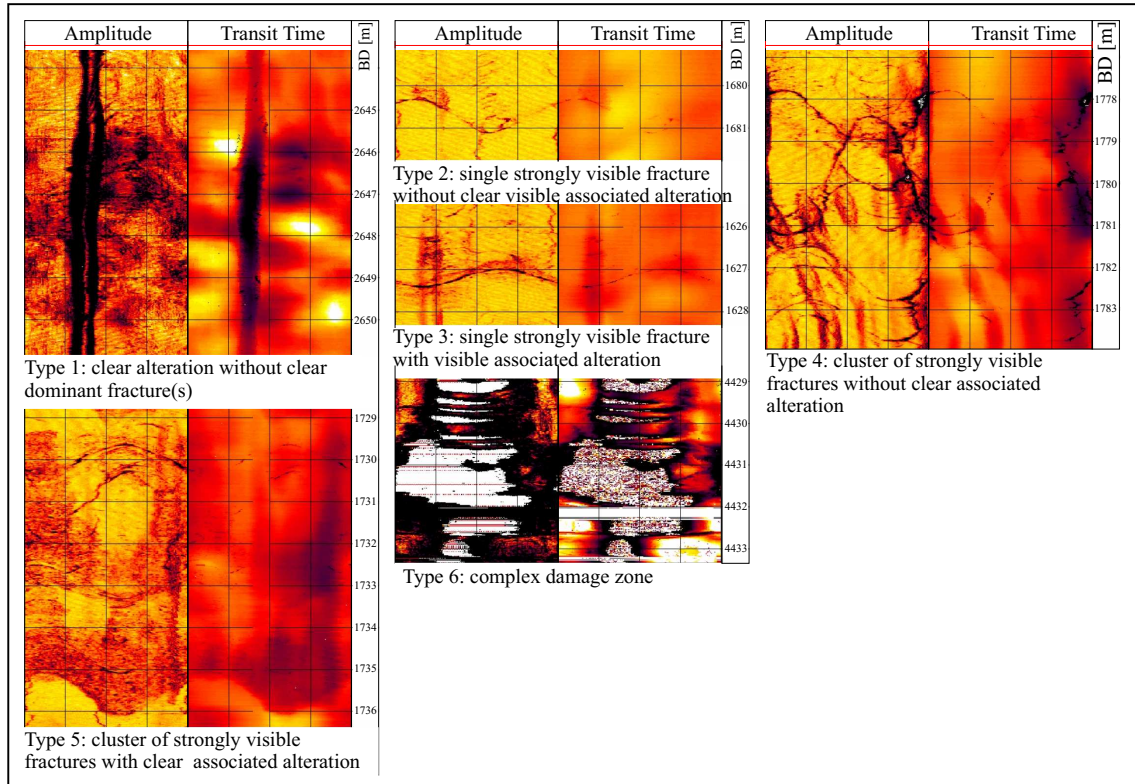 Amplitude Transit Time BD [m]
2645
2646
2647
2648
2649
2650
Type 1: clear alteration without clear
dominant fracture(s)
1729
1730
1731
1732
1733
1734
1735
1736
Type 5: cluster of strongly visible
fractures with clear associated alteration
Amplitude Transit Time BD [m]
1680
1681
Type 2: single strongly visible fracture
without clear visible associated alteration
1626
1627
1628
Type 3: single strongly visible fracture
with visible associated alteration
4429
4430
4431
4432
4433
Type 6: complex damage zone
Amplitude Transit Time BD [m]
1778
1779
1780
1781
1782
1783
Type 4: cluster of strongly visible
fractures without clear associated
alteration